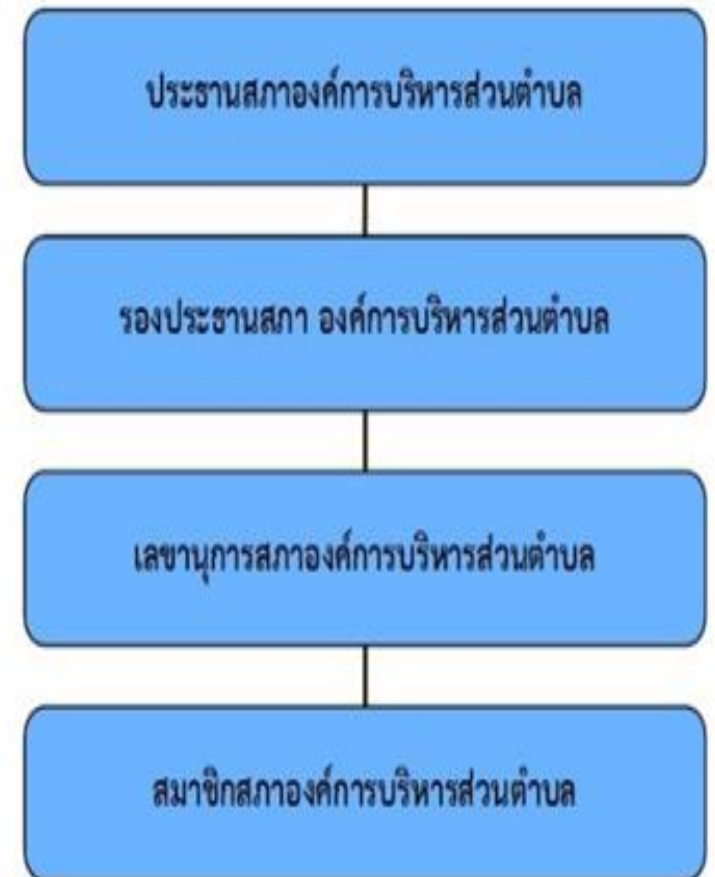 ประธานสภาองค์การบริหารส่วนตำบล
รองประธานสภา องค์การบริหารส่วนตำบล
เลขานุการสภาองค์การบริหารส่วนตำบล
สมาชิกสภาองค์การบริหารส่วนตำบล